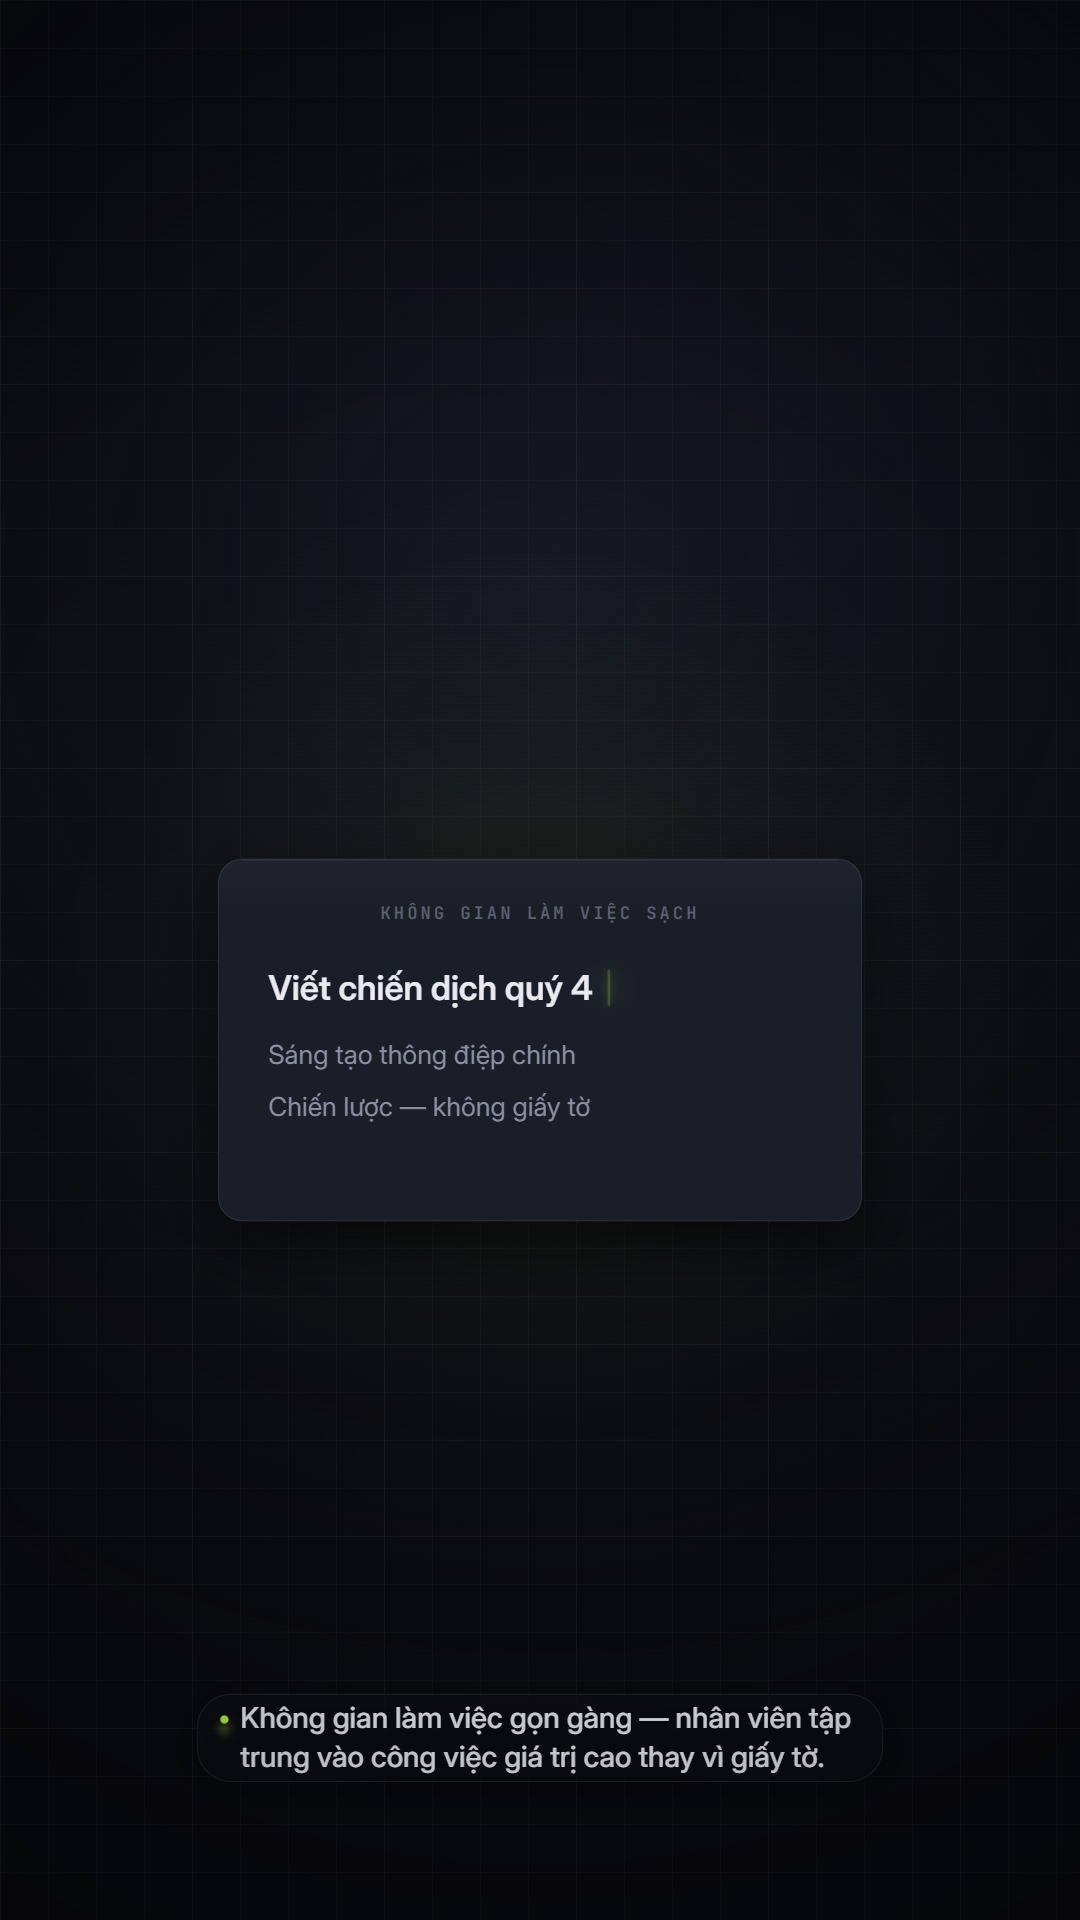 KHÔNG GIAN LÀM VIỆC SẠCH
Viết chiến dịch quý 4
Sáng tạo thông điệp chính
Chiến lược — không giấy tờ
Không gian làm việc gọn gàng — nhân viên tập
trung vào công việc giá trị cao thay vì giấy tờ.